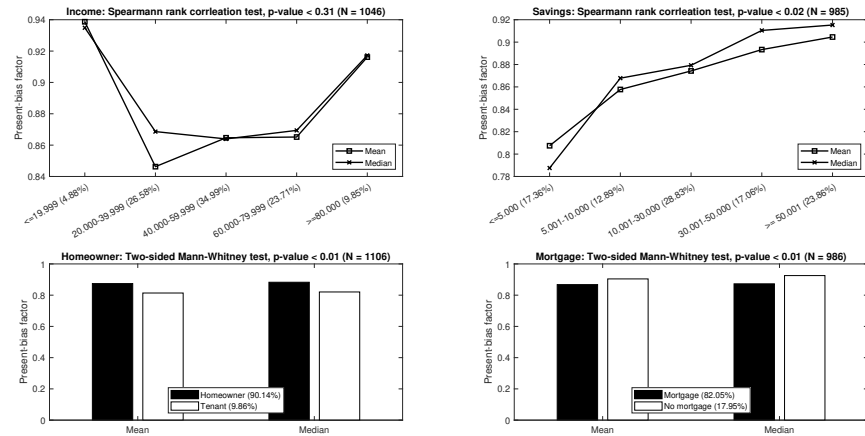 Income: Spearmann rank corrleation test, p-value < 0.31 (N = 1046)
0.94
0.92
0.9
0.88
0.86
0.84
Present-bias factor
Mean
Median
<=19.999 (4.88%)
20.000-39.999 (26.58%)
40.000-59.999 (34.99%)
60.000-79.999 (23.71%)
>=80.000 (9.85%)
Savings: Spearmann rank corrleation test, p-value < 0.02 (N = 985)
0.92
0.9
0.88
0.86
0.84
0.82
0.8
0.78
Present-bias factor
Mean
Median
<=5.000 (17.36%)
5.001-10.000 (12.89%)
10.001-30.000 (28.83%)
30.001-50.000 (17.06%)
>= 50.001 (23.86%)
Homeowner: Two-sided Mann-Whitney test, p-value < 0.01 (N = 1106)
1
0.8
0.6
0.4
0.2
0
Present-bias factor
Homeowner (90.14%)
Tenant (9.86%)
Mean
Median
Mortgage: Two-sided Mann-Whitney test, p-value < 0.01 (N = 986)
1
0.8
0.6
0.4
0.2
0
Present-bias factor
Mortgage (82.05%)
No mortgage (17.95%)
Mean
Median